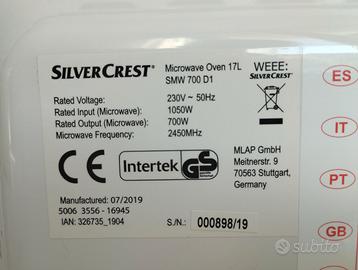 SILVERCREST®
Microwave Oven 17L
SMW 700 D1
WEEE:
SILVERCREST
Rated Voltage: 230V ~ 50Hz
Rated Input (Microwave): 1050W
Rated Output (Microwave): 700W
Microwave Frequency: 2450MHz
CE
Intertek
GS
MLAP GmbH
Meitnerstr. 9
70563 Stuttgart,
Germany
Manufactured: 07/2019
5006 3556 - 16945
IAN: 326735_1904
S./N.: 000898/19
ES
IT
PT
GB
subito